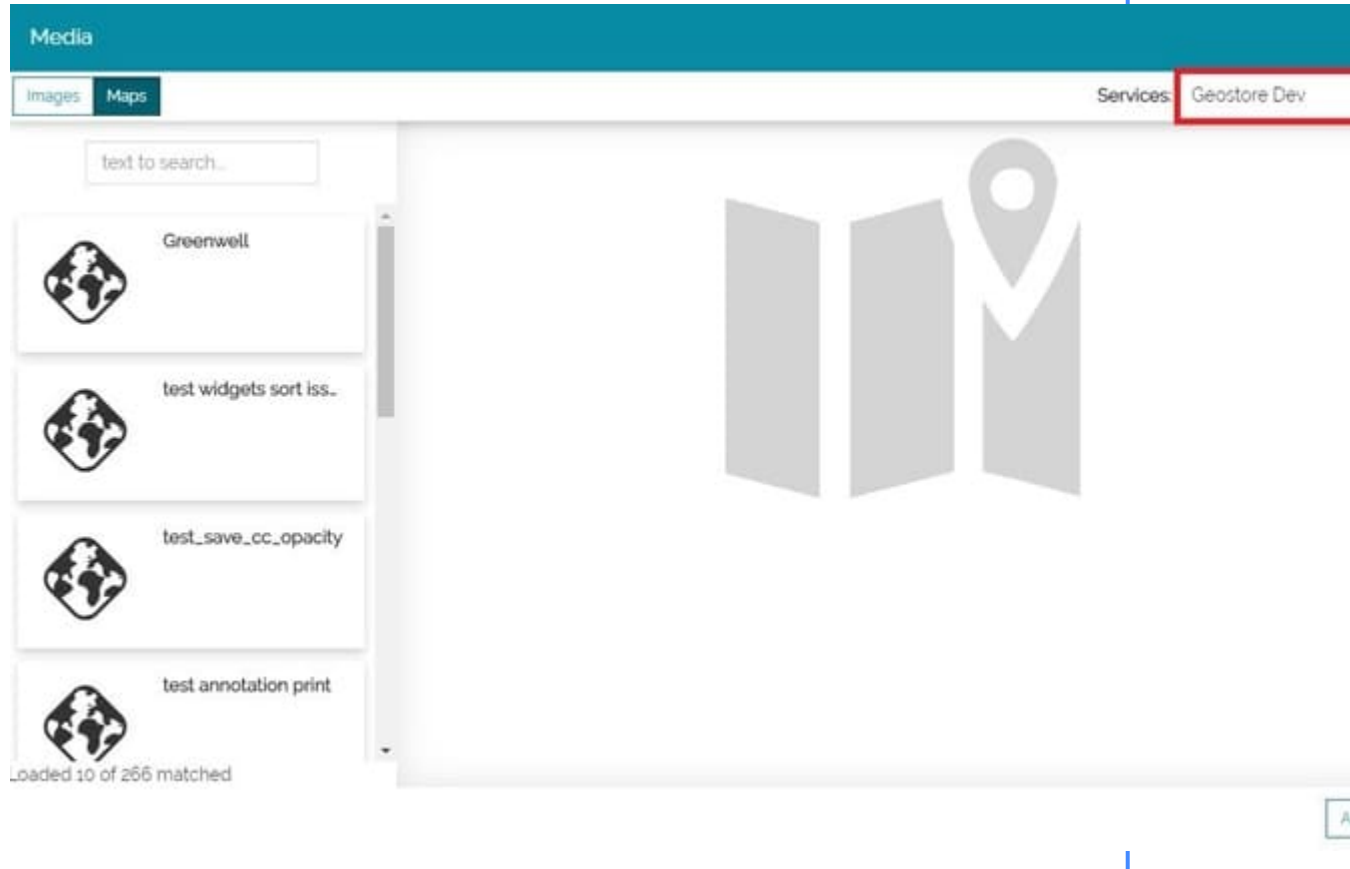 Media
Images Maps Services: Geostore Dev
text to search...
Greenwell
test widgets sort iss...
test_save_cc_opacity
test annotation print
Loaded 10 of 266 matched